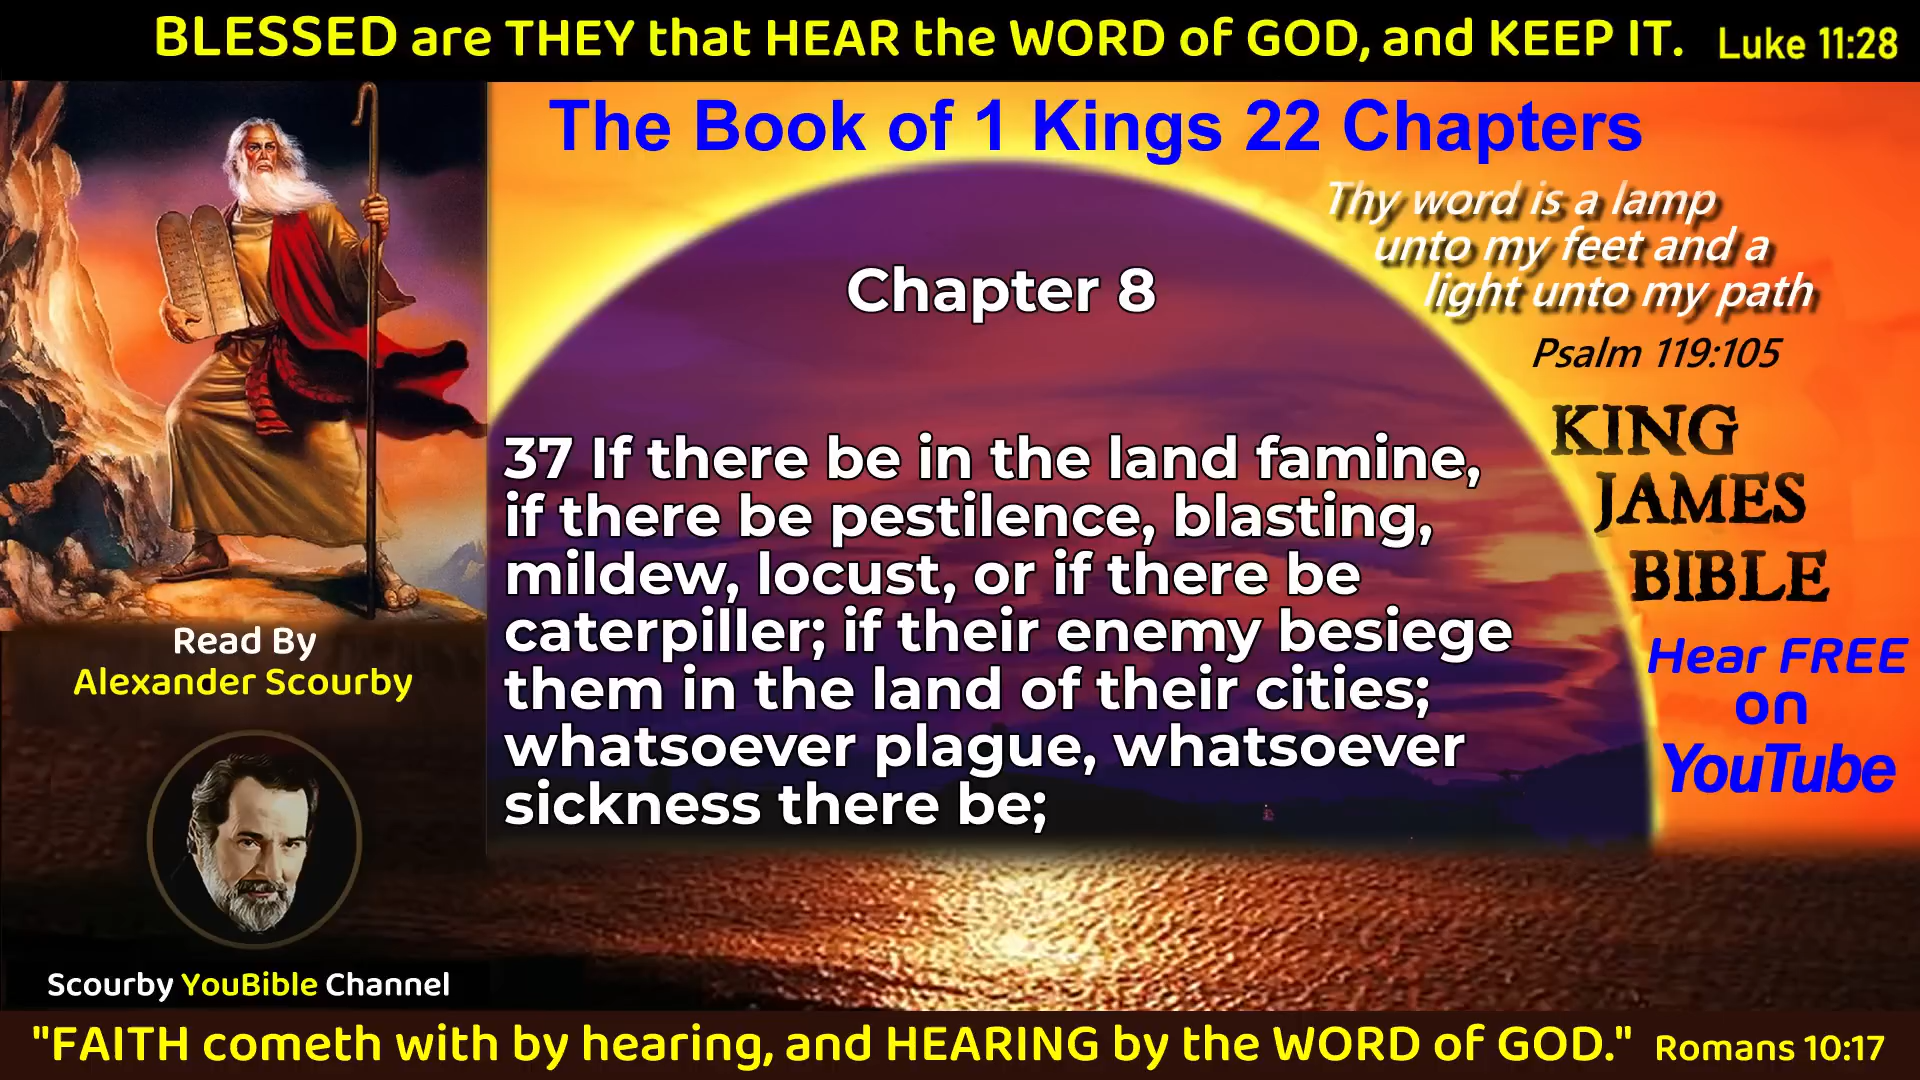 BLESSED are THEY that HEAR the WORD of GOD, and KEEP IT. Luke 11:28
The Book of 1 Kings 22 Chapters
Thy word is a lamp
unto my feet and a
light unto my path
Psalm 119:105
Chapter 8
37 If there be in the land famine,
if there be pestilence, blasting,
mildew, locust, or if there be
caterpiller; if their enemy besiege
them in the land of their cities;
whatsoever plague, whatsoever
sickness there be;
KING
JAMES
BIBLE
Hear FREE
on
YouTube
Read By
Alexander Scourby
Scourby YouBible Channel
"FAITH cometh with by hearing, and HEARING by the WORD of GOD." Romans 10:17